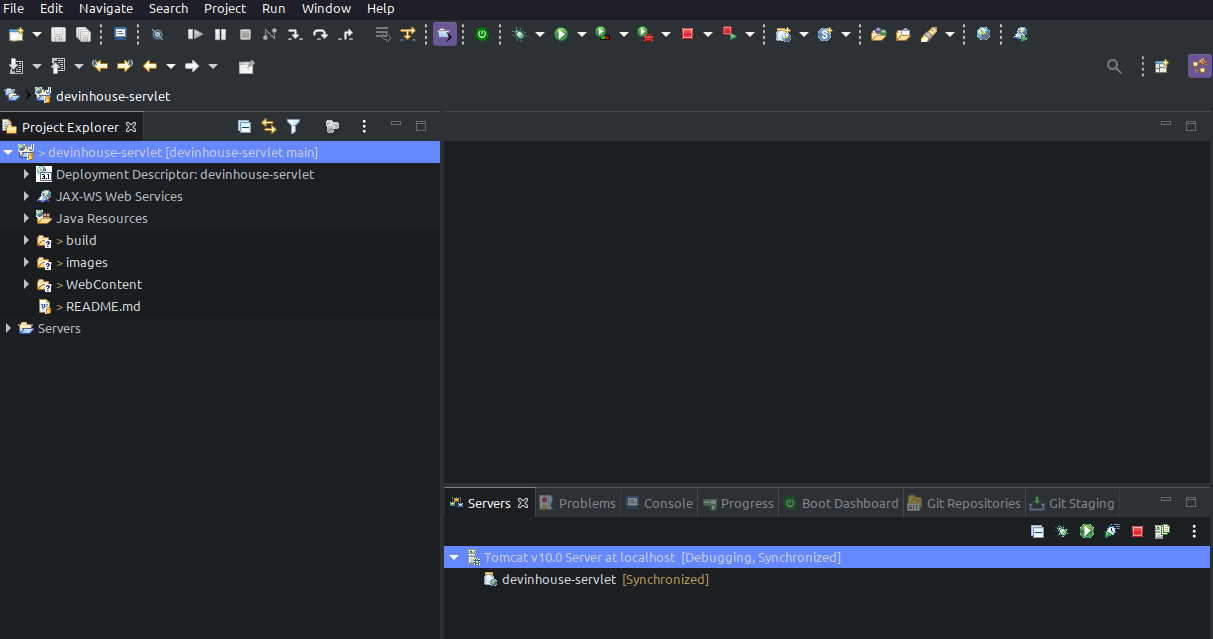 File Edit Navigate Search Project Run Window Help
devinhouse-servlet
Project Explorer
> devinhouse-servlet [devinhouse-servlet main]
Deployment Descriptor: devinhouse-servlet
JAX-WS Web Services
Java Resources
> build
> images
> WebContent
> README.md
Servers
Servers Problems Console Progress Boot Dashboard Git Repositories Git Staging
Tomcat v10.0 Server at localhost [Debugging, Synchronized]
devinhouse-servlet [Synchronized]